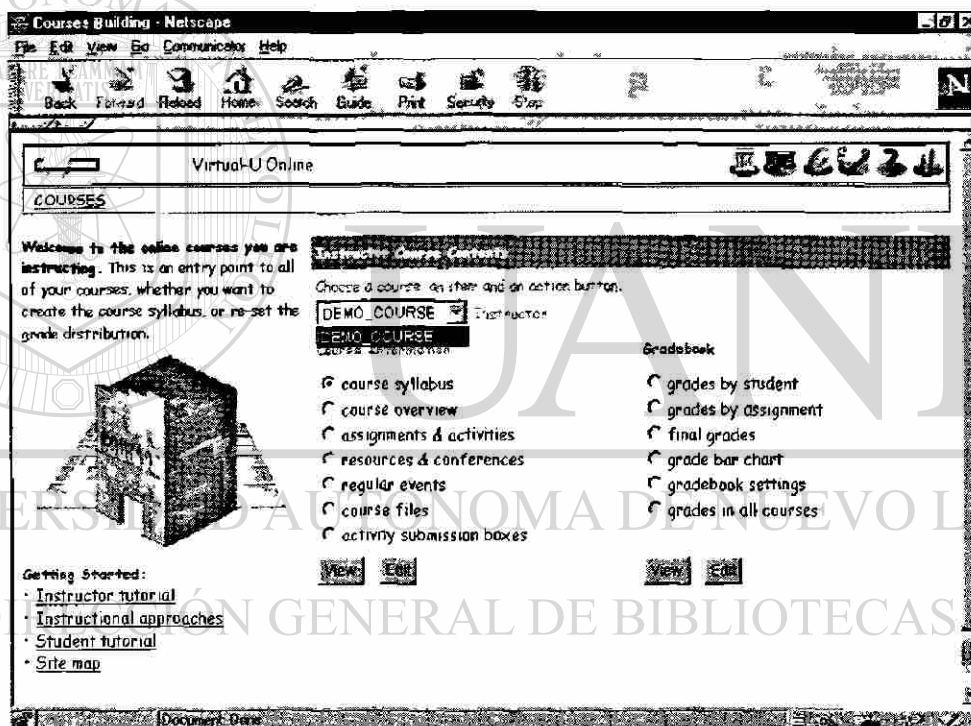 Courses Building - Netscape
File Edit View Go Communicator Help
Back Forward Reload Home Search Guide Print Security Stop
N
Virtual-U Online
COURSES
Welcome to the online courses you are
instructing. This is an entry point to all
of your courses, whether you want to
create the course syllabus, or re-set the
grade distribution.
Choose a course, an item and an action button.
DEMO_COURSE Instructor
DEMO_COURSE
Course Information
course syllabus
course overview
assignments & activities
resources & conferences
regular events
course files
activity submission boxes
View Edit
Gradebook
grades by student
grades by assignment
final grades
grade bar chart
gradebook settings
grades in all courses
View Edit
Getting Started:
· Instructor tutorial
· Instructional approaches
· Student tutorial
· Site map
Document: Done
UANL
UNIVERSIDAD AUTÓNOMA DE NUEVO L
DIRECCIÓN GENERAL DE BIBLIOTECAS